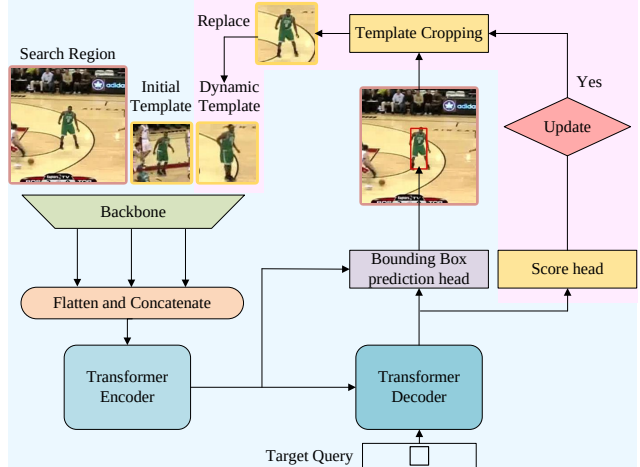 Replace
Template Cropping
Search Region
Initial
Template
Dynamic
Template
Yes
Update
adidas
Backbone
Bounding Box
prediction head
Score head
Flatten and Concatenate
Transformer
Encoder
Transformer
Decoder
Target Query